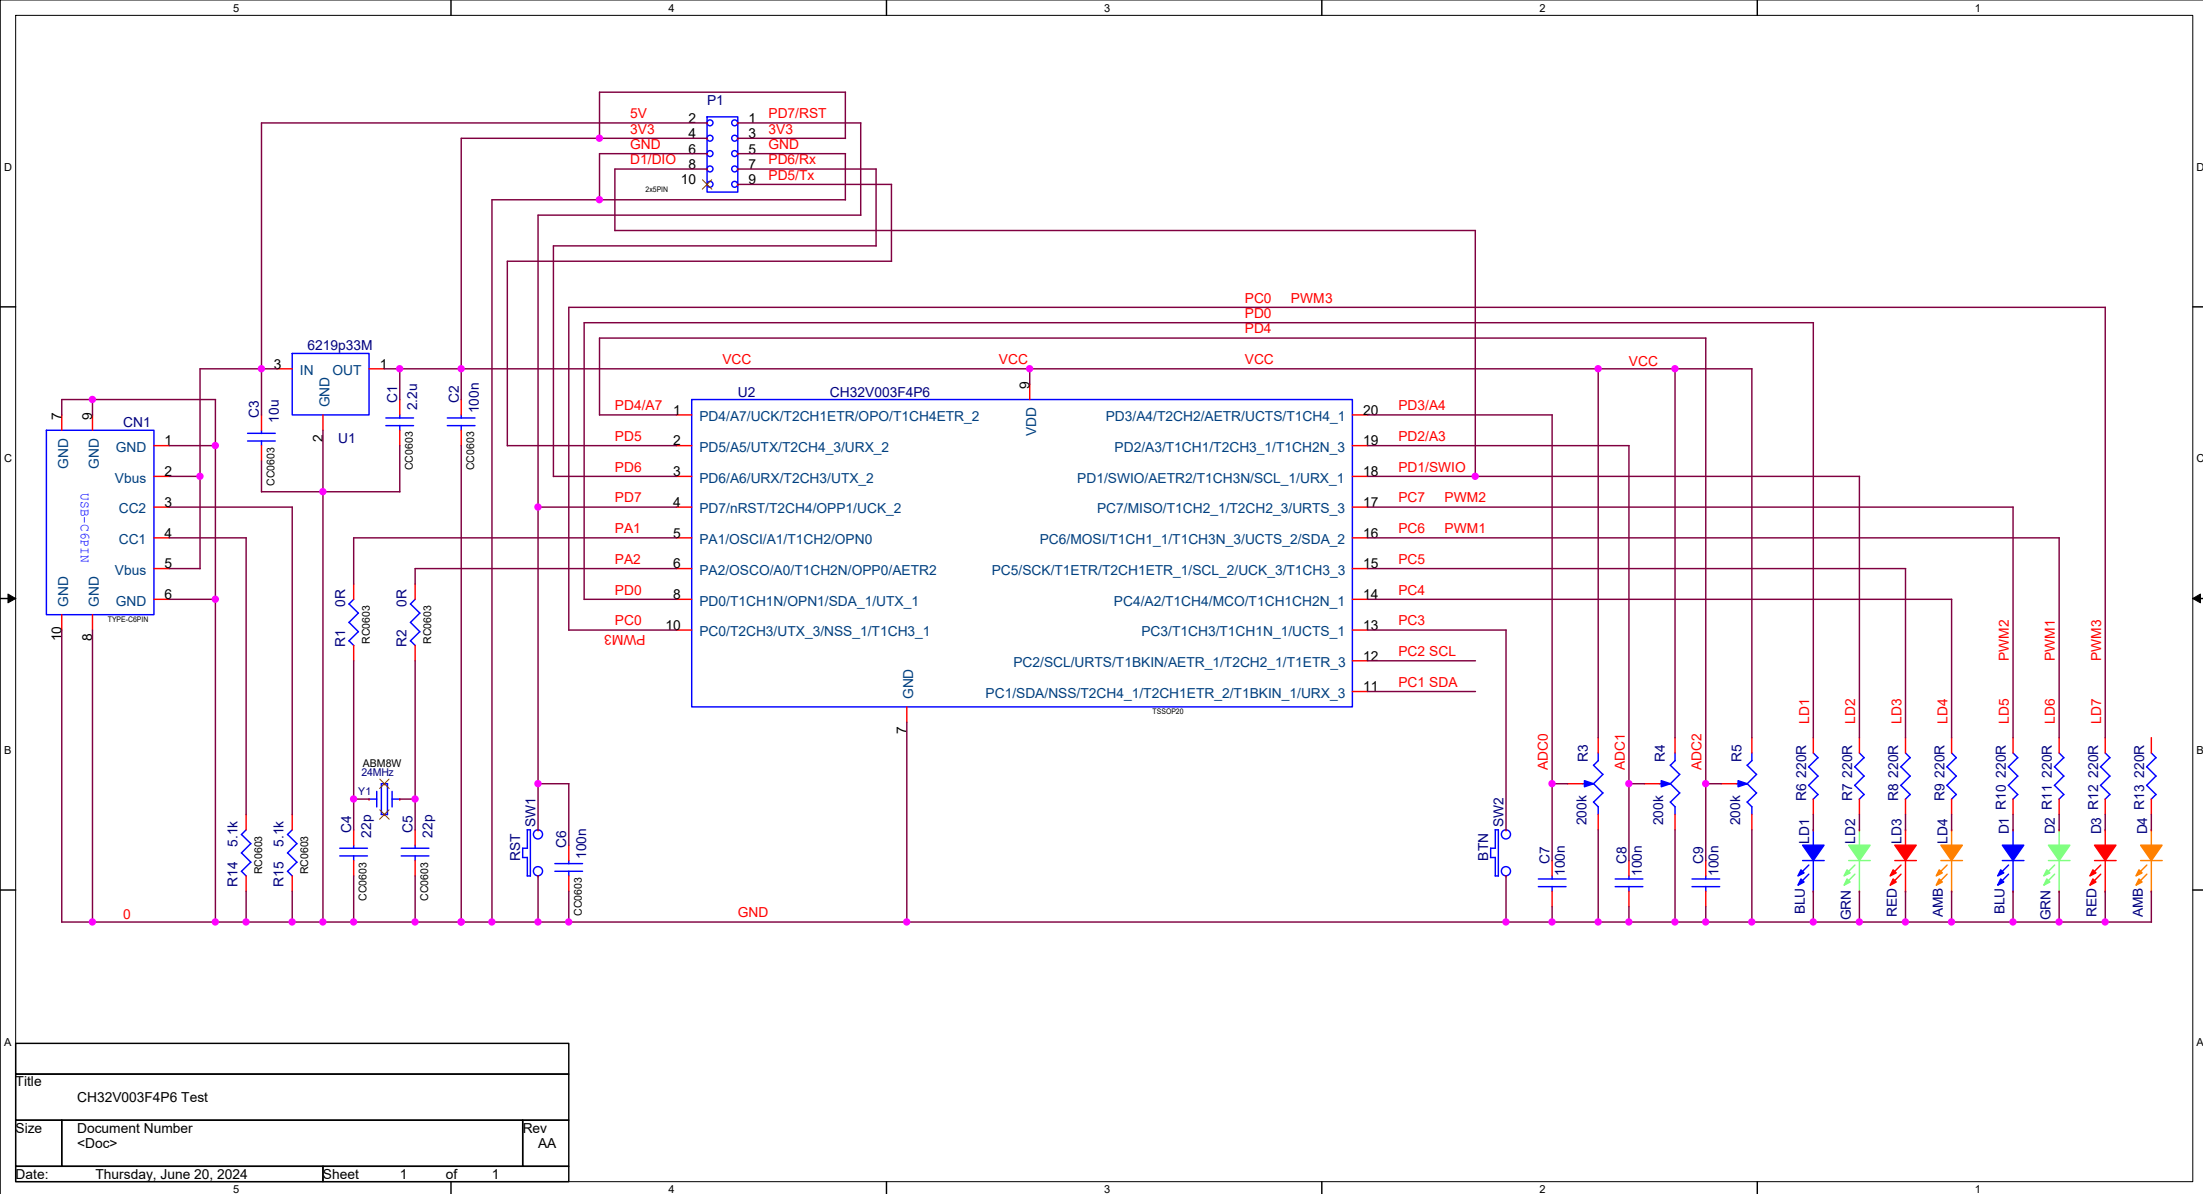 5 4 3 2 1
D
C
B
A
D
C
B
A
P1
5V 2 1 PD7/RST
3V3 4 3 3V3
GND 6 5 GND
D1/DIO 8 7 PD6/Rx
10 9 PD5/Tx
2x5PIN
PC0 PWM3
PD0
PD4
6219p33M
3 IN OUT 1
GND
2
U1
C3
10u
CC0603
C1
2.2u
CC0603
C2
100n
CC0603
VCC
VCC
VCC
VCC
CN1
USB-C6PIN
TYPE-C6PIN
7 GND
9 GND
10 GND
8 GND
GND 1
Vbus 2
CC2 3
CC1 4
Vbus 5
GND 6
U2 CH32V003F4P6
9
VDD
PD4/A7 1 PD4/A7/UCK/T2CH1ETR/OPO/T1CH4ETR_2
PD5 2 PD5/A5/UTX/T2CH4_3/URX_2
PD6 3 PD6/A6/URX/T2CH3/UTX_2
PD7 4 PD7/nRST/T2CH4/OPP1/UCK_2
PA1 5 PA1/OSCI/A1/T1CH2/OPN0
PA2 6 PA2/OSCO/A0/T1CH2N/OPP0/AETR2
PD0 8 PD0/T1CH1N/OPN1/SDA_1/UTX_1
PC0 10 PC0/T2CH3/UTX_3/NSS_1/T1CH3_1
PWM3
PD3/A4/T2CH2/AETR/UCTS/T1CH4_1 20 PD3/A4
PD2/A3/T1CH1/T2CH3_1/T1CH2N_3 19 PD2/A3
PD1/SWIO/AETR2/T1CH3N/SCL_1/URX_1 18 PD1/SWIO
PC7/MISO/T1CH2_1/T2CH2_3/URTS_3 17 PC7 PWM2
PC6/MOSI/T1CH1_1/T1CH3N_3/UCTS_2/SDA_2 16 PC6 PWM1
PC5/SCK/T1ETR/T2CH1ETR_1/SCL_2/UCK_3/T1CH3_3 15 PC5
PC4/A2/T1CH4/MCO/T1CH1CH2N_1 14 PC4
PC3/T1CH3/T1CH1N_1/UCTS_1 13 PC3
PC2/SCL/URTS/T1BKIN/AETR_1/T2CH2_1/T1ETR_3 12 PC2 SCL
PC1/SDA/NSS/T2CH4_1/T2CH1ETR_2/T1BKIN_1/URX_3 11 PC1 SDA
GND
7
TSSOP20
R1 0R
RC0603
R2 0R
RC0603
ABM8W
24MHz
Y1
C4
22p
CC0603
C5
22p
CC0603
R14 5.1k
RC0603
R15 5.1k
RC0603
RST
SW1
C6
100n
CC0603
BTN
SW2
ADC0
R3
200k
C7
100n
ADC1
R4
200k
C8
100n
ADC2
R5
200k
C9
100n
LD1
R6 220R
LD1
BLU
LD2
R7 220R
LD2
GRN
LD3
R8 220R
LD3
RED
LD4
R9 220R
LD4
AMB
PWM2
LD5
R10 220R
D1
BLU
PWM1
LD6
R11 220R
D2
GRN
PWM3
LD7
R12 220R
D3
RED
R13 220R
D4
AMB
0
GND
Title
CH32V003F4P6 Test
Size Document Number Rev
<Doc> AA
Date: Thursday, June 20, 2024 Sheet 1 of 1
5 4 3 2 1